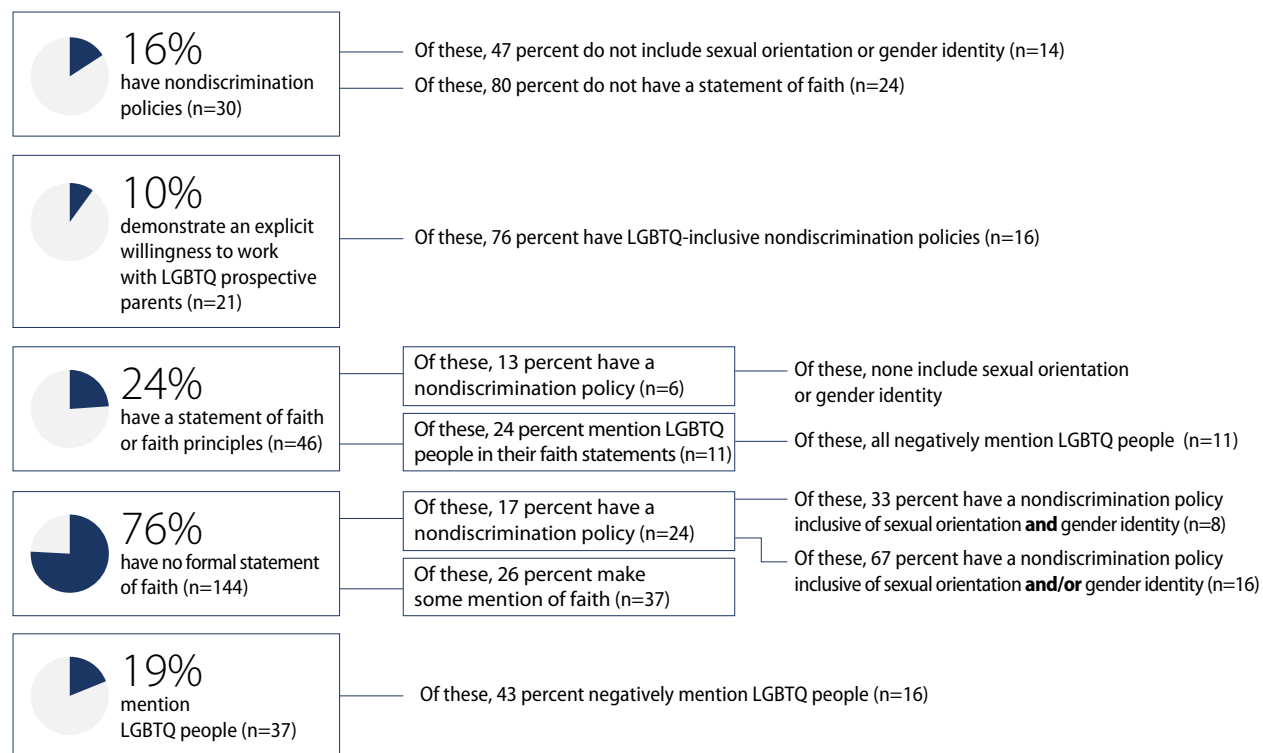 16%
have nondiscrimination
policies (n=30)
Of these, 47 percent do not include sexual orientation or gender identity (n=14)
Of these, 80 percent do not have a statement of faith (n=24)
10%
demonstrate an explicit
willingness to work
with LGBTQ prospective
parents (n=21)
Of these, 76 percent have LGBTQ-inclusive nondiscrimination policies (n=16)
24%
have a statement of faith
or faith principles (n=46)
Of these, 13 percent have a
nondiscrimination policy (n=6)
Of these, none include sexual orientation
or gender identity
Of these, 24 percent mention LGBTQ
people in their faith statements (n=11)
Of these, all negatively mention LGBTQ people (n=11)
76%
have no formal statement
of faith (n=144)
Of these, 17 percent have a
nondiscrimination policy (n=24)
Of these, 33 percent have a nondiscrimination policy
inclusive of sexual orientation and gender identity (n=8)
Of these, 67 percent have a nondiscrimination policy
inclusive of sexual orientation and/or gender identity (n=16)
Of these, 26 percent make
some mention of faith (n=37)
19%
mention
LGBTQ people (n=37)
Of these, 43 percent negatively mention LGBTQ people (n=16)